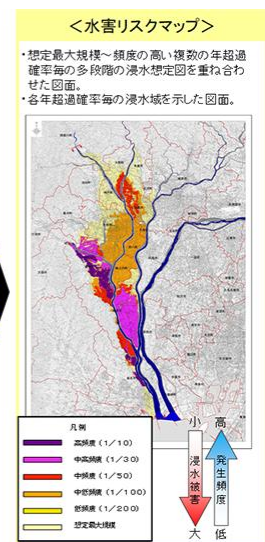 ＜水害リスクマップ＞
・想定最大規模～頻度の高い複数の年超過
確率毎の多段階の浸水想定図を重ね合わ
せた図面。
・各年超過確率毎の浸水域を示した図面。
凡例
高頻度（１／10）
中高頻度（１／30）
中頻度（１／50）
中低頻度（１／100）
低頻度（１／200）
想定最大規模
小
浸水被害
大
高
発生頻度
低